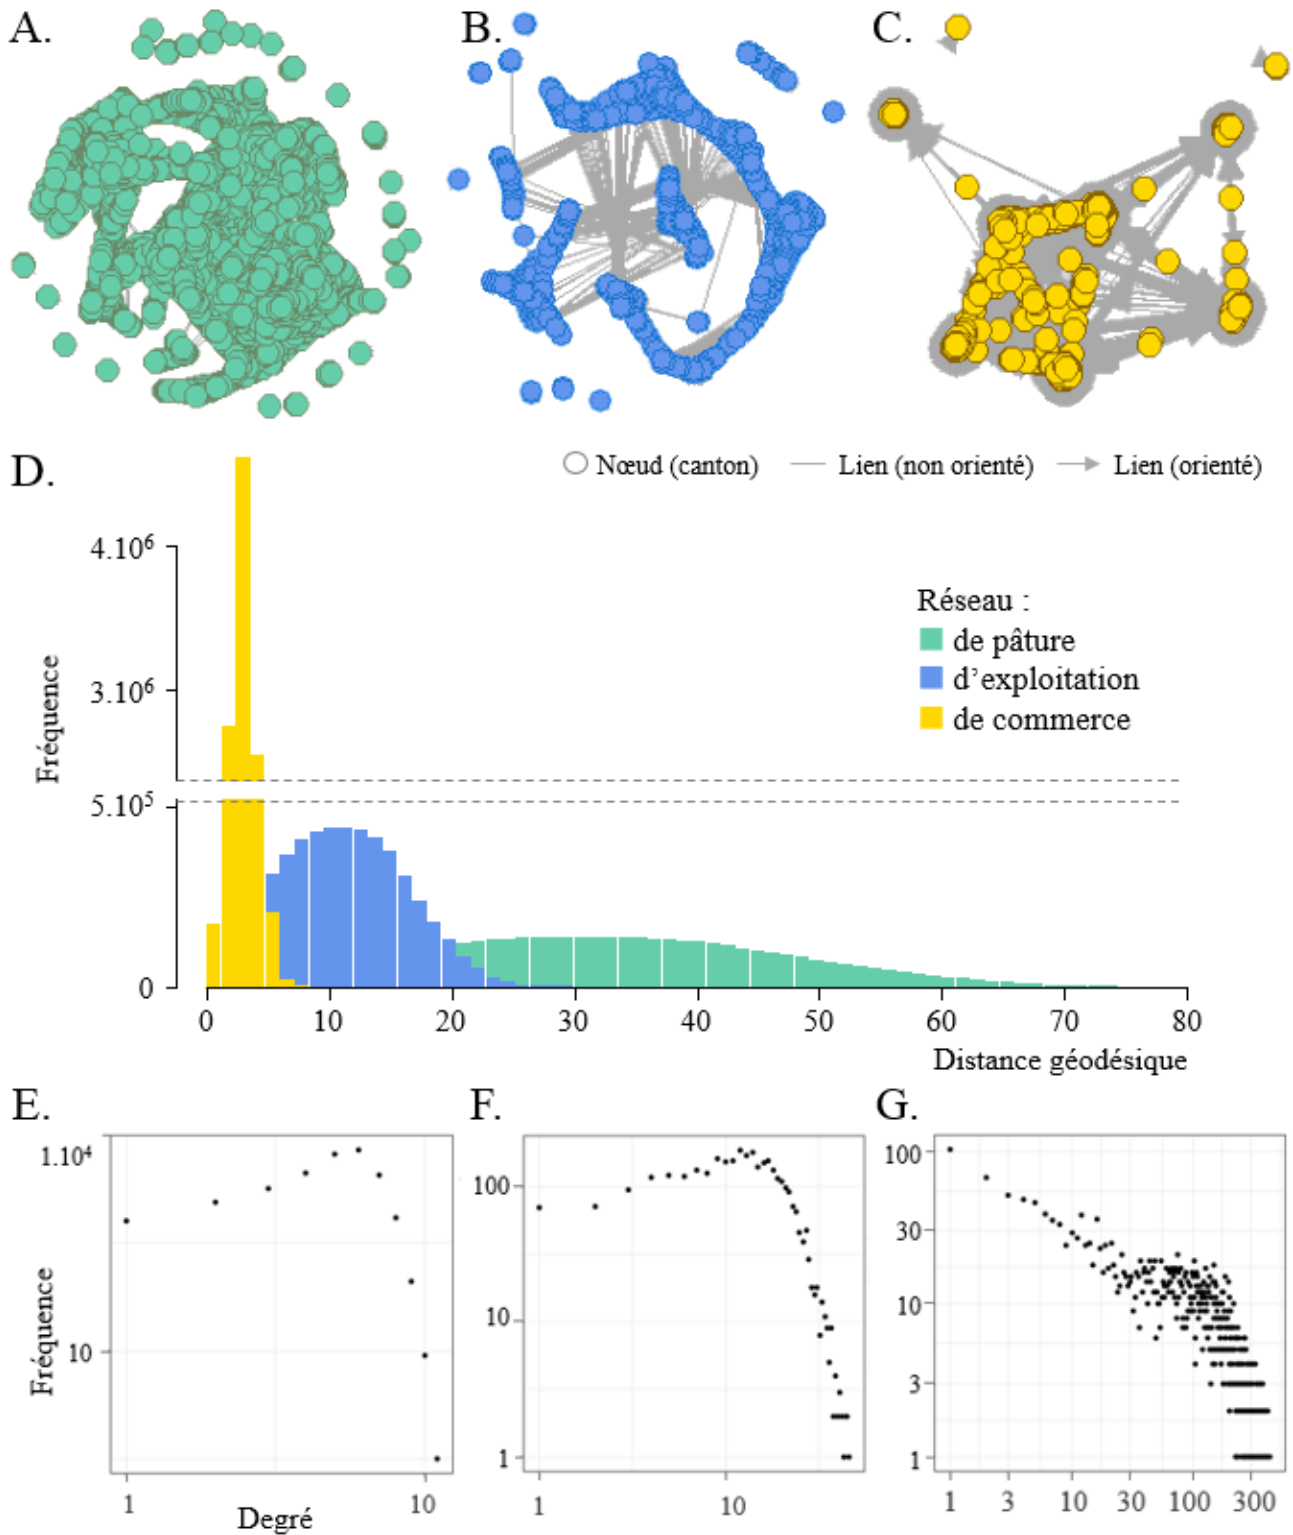 A.
B.
C.
D.
Nœud (canton)
Lien (non orienté)
Lien (orienté)
4.10⁶
3.10⁶
5.10⁵
0
Fréquence
Réseau :
de pâture
d'exploitation
de commerce
0 10 20 30 40 50 60 70 80
Distance géodésique
E.
F.
G.
1.10⁴
10
Fréquence
1 10
Degré
100
10
1
1 10
100
30
10
3
1
1 3 10 30 100 300